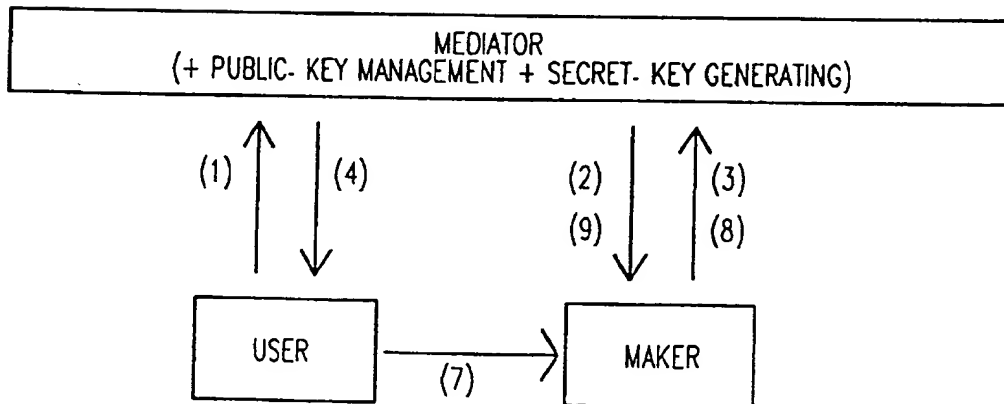 MEDIATOR
(+ PUBLIC- KEY MANAGEMENT + SECRET- KEY GENERATING)
(1)
(4)
(2)
(3)
(9)
(8)
USER
(7)
MAKER